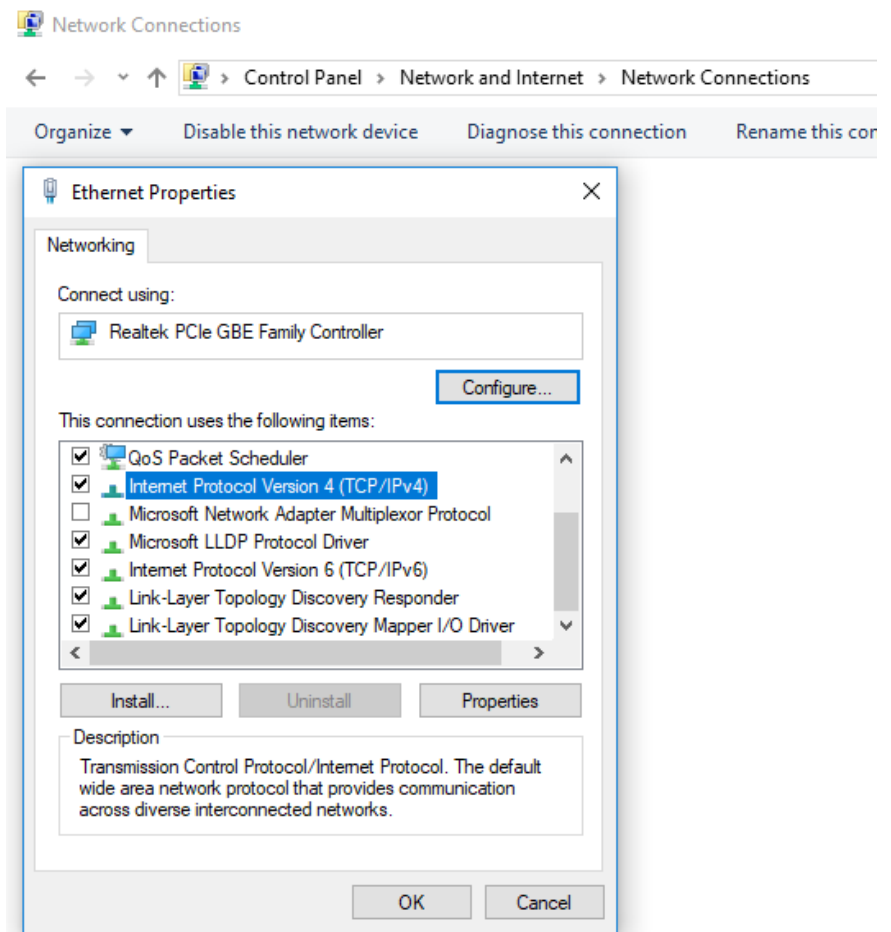 Network Connections
Control Panel > Network and Internet > Network Connections
Organize Disable this network device Diagnose this connection Rename this con
Ethernet Properties
Networking
Connect using:
Realtek PCIe GBE Family Controller
Configure...
This connection uses the following items:
QoS Packet Scheduler
Internet Protocol Version 4 (TCP/IPv4)
Microsoft Network Adapter Multiplexor Protocol
Microsoft LLDP Protocol Driver
Internet Protocol Version 6 (TCP/IPv6)
Link-Layer Topology Discovery Responder
Link-Layer Topology Discovery Mapper I/O Driver
Install... Uninstall Properties
Description
Transmission Control Protocol/Internet Protocol. The default
wide area network protocol that provides communication
across diverse interconnected networks.
OK Cancel